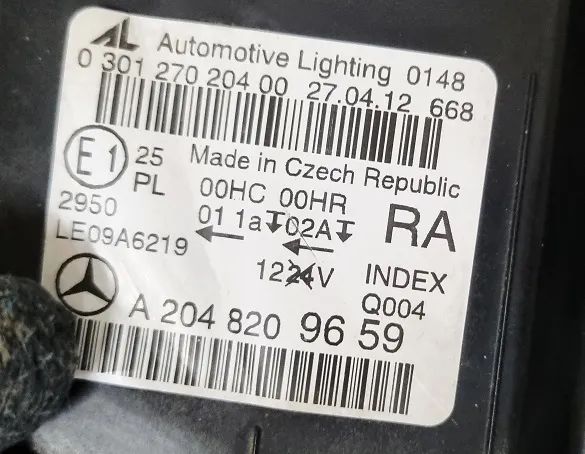 AL Automotive Lighting 0148
0 301 270 204 00 27.04.12 668
E1 25 Made in Czech Republic
PL 00HC 00HR
2950 01 1a 02A RA
LE09A6219
1224V INDEX
Q004
A 204 820 96 59